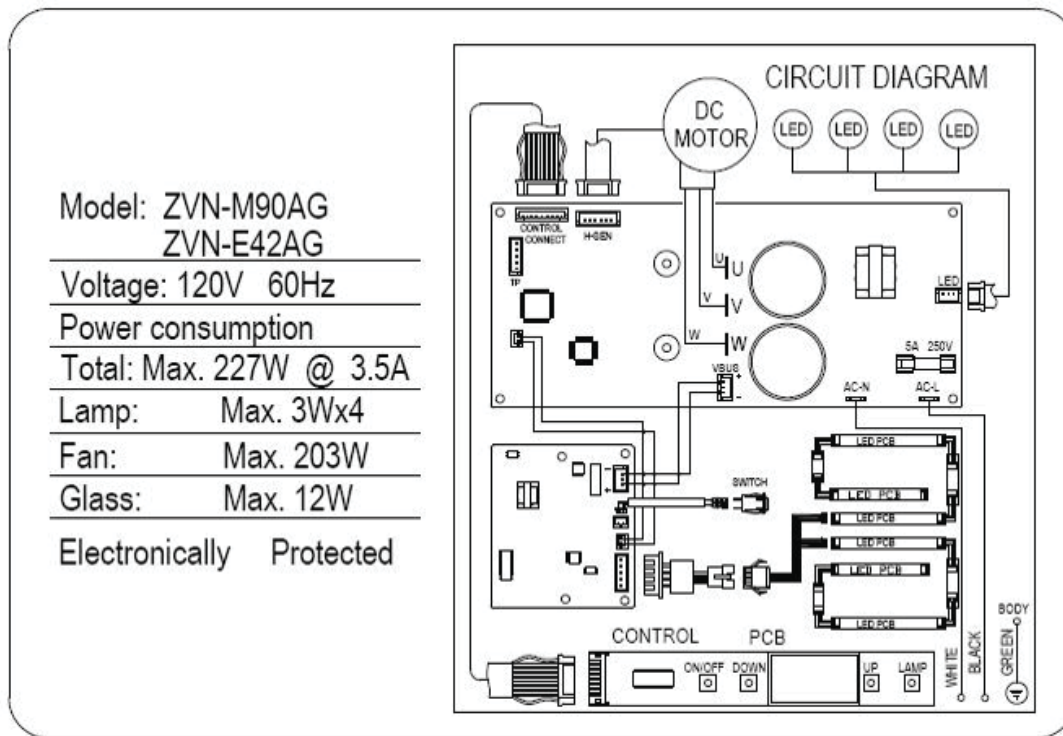 Model: ZVN-M90AG
ZVN-E42AG
Voltage: 120V 60Hz
Power consumption
Total: Max. 227W @ 3.5A
Lamp: Max. 3Wx4
Fan: Max. 203W
Glass: Max. 12W
Electronically Protected
CIRCUIT DIAGRAM
DC
MOTOR
LED LED LED LED
CONTROL
CONNECT
H-SEN
TP
U U
V V
W W
VBUS
+
-
LED
5A 250V
AC-N AC-L
-
+
SWITCH
LED PCB
LED PCB
LED PCB
LED PCB
LED PCB
LED PCB
CONTROL PCB
ON/OFF DOWN UP LAMP
WHITE
BLACK
GREEN
BODY